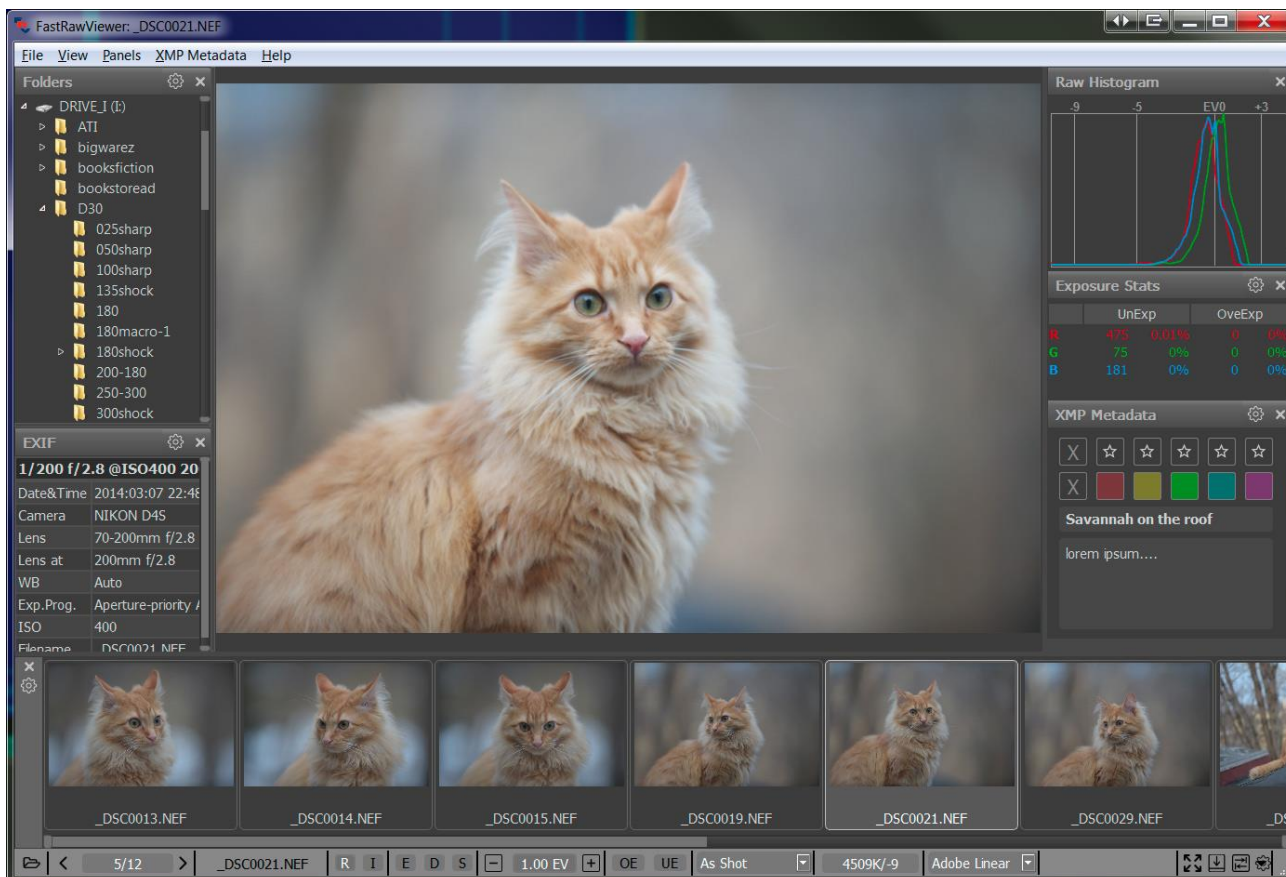 FastRawViewer: _DSC0021.NEF
File View Panels XMP Metadata Help
Folders
DRIVE_I (I:)
ATI
bigwarez
booksfiction
bookstoread
D30
025sharp
050sharp
100sharp
135shock
180
180macro-1
180shock
200-180
250-300
300shock
EXIF
1/200 f/2.8 @ISO400 20
Date&Time 2014:03:07 22:48
Camera NIKON D4S
Lens 70-200mm f/2.8
Lens at 200mm f/2.8
WB Auto
Exp.Prog. Aperture-priority A
ISO 400
Filename _DSC0021.NEF
Raw Histogram
-9 -5 EV0 +3
Exposure Stats
UnExp OveExp
R 475 0.01% 0 0%
G 75 0% 0 0%
B 181 0% 0 0%
XMP Metadata
X
X
Savannah on the roof
lorem ipsum....
_DSC0013.NEF _DSC0014.NEF _DSC0015.NEF _DSC0019.NEF _DSC0021.NEF _DSC0029.NEF
5/12 _DSC0021.NEF R I E D S 1.00 EV OE UE As Shot 4509K/-9 Adobe Linear